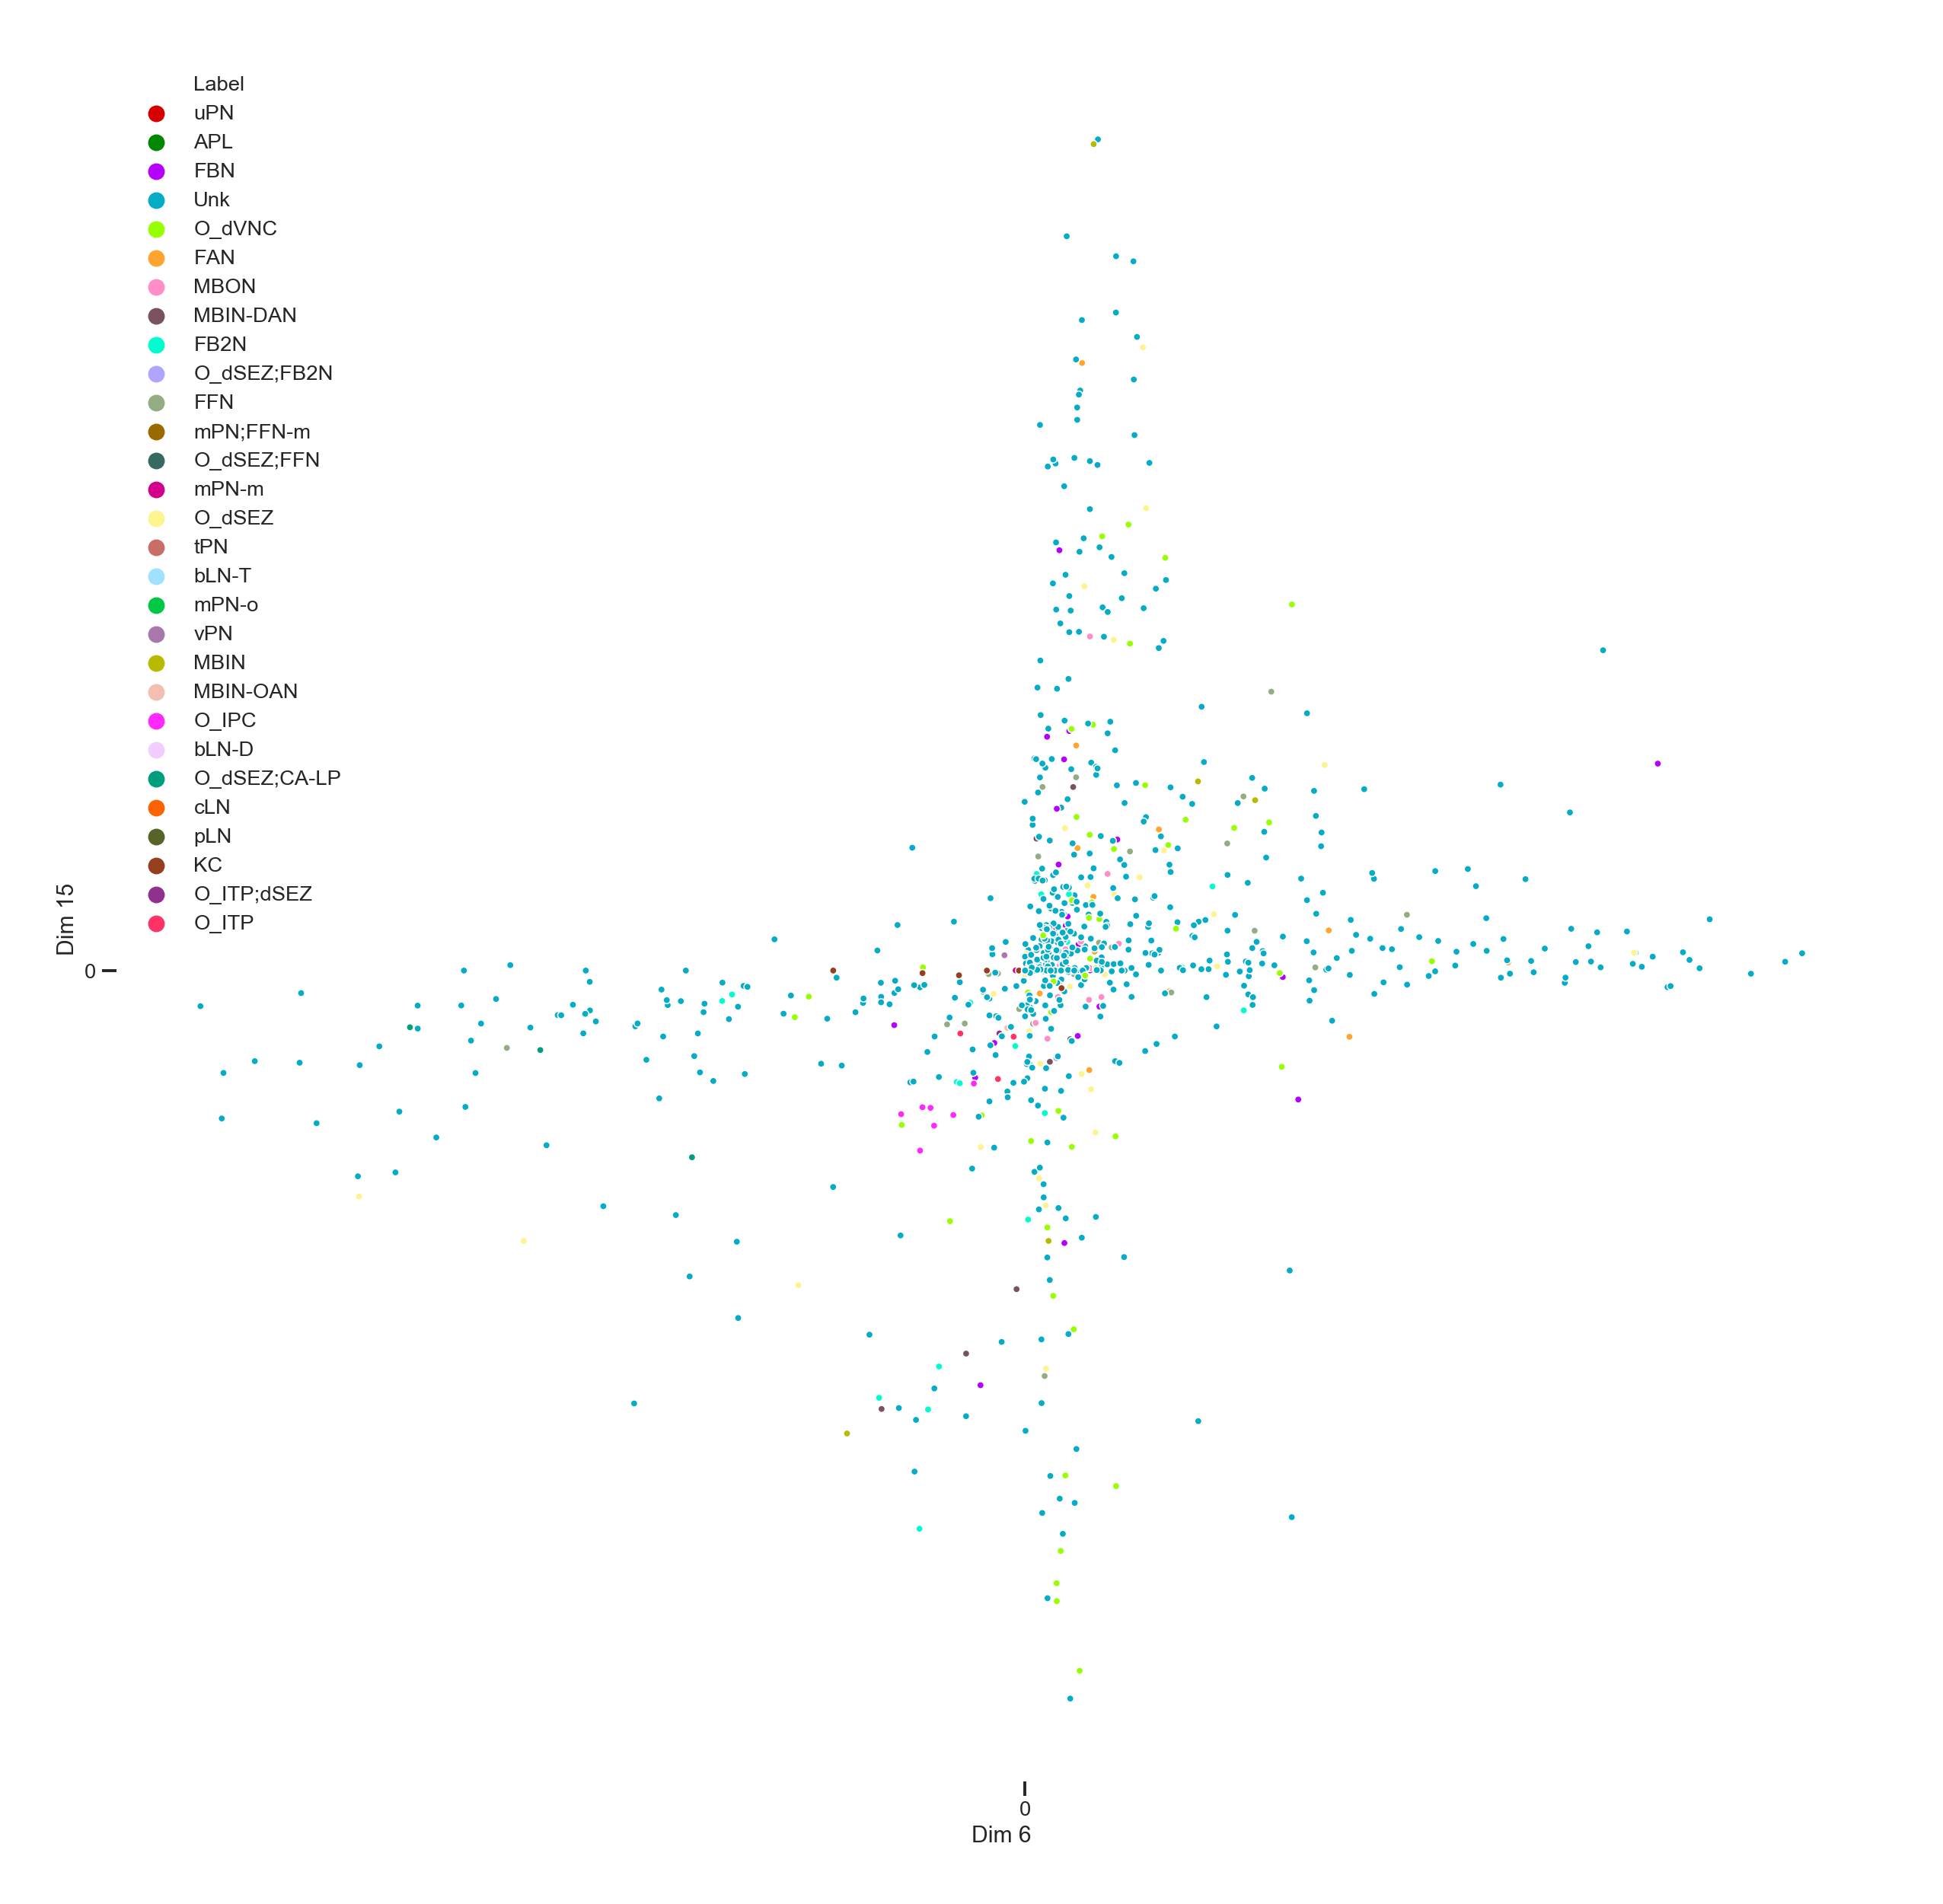 Label
uPN
APL
FBN
Unk
O_dVNC
FAN
MBON
MBIN-DAN
FB2N
O_dSEZ;FB2N
FFN
mPN;FFN-m
O_dSEZ;FFN
mPN-m
O_dSEZ
tPN
bLN-T
mPN-o
vPN
MBIN
MBIN-OAN
O_IPC
bLN-D
O_dSEZ;CA-LP
cLN
pLN
KC
O_ITP;dSEZ
O_ITP
Dim 15
0
0
Dim 6